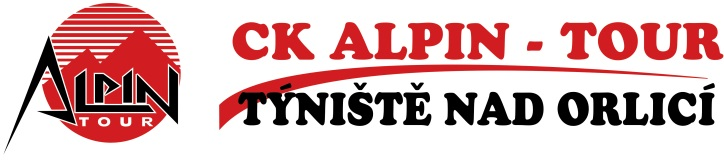 ALPIN
TOUR
CK ALPIN - TOUR
TÝNIŠTĚ NAD ORLICÍ